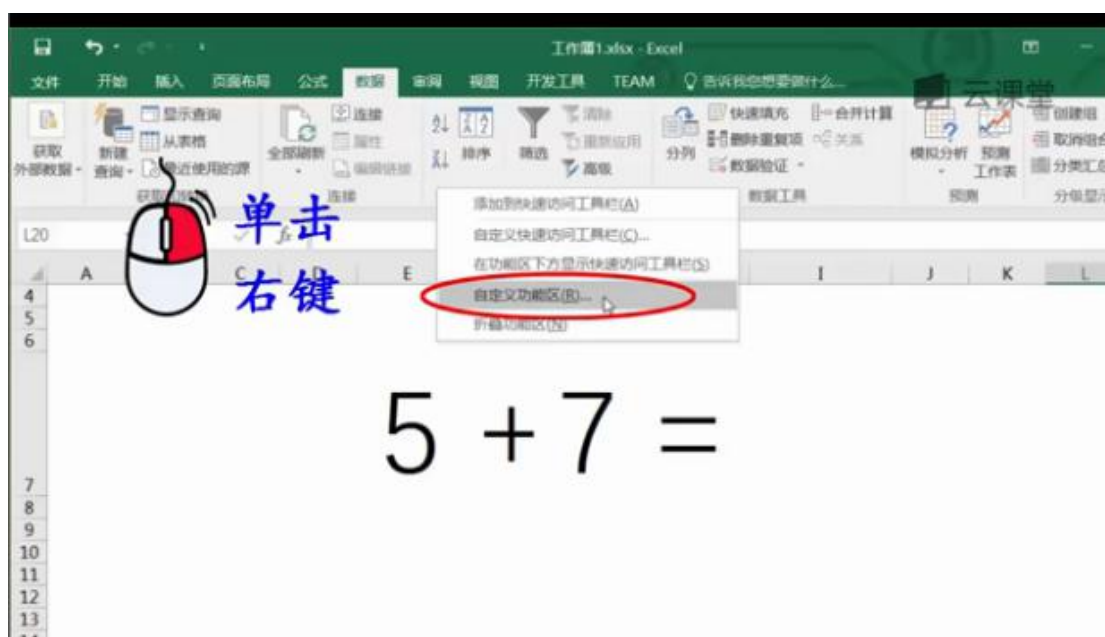 工作簿1.xlsx - Excel
文件 开始 插入 页面布局 公式 数据 审阅 视图 开发工具 TEAM 告诉我您想要做什么...
云课堂
显示查询 连接 清除 快速填充 合并计算 创建组
从表格 属性 重新应用 删除重复项 关系 取消组合
最近使用的源 编辑链接 高级 数据验证 分类汇总
获取 新建 全部刷新 排序 筛选 分列 模拟分析 预测
外部数据 查询 工作表
连接 数据工具 预测 分级显示
添加到快速访问工具栏(A)
自定义快速访问工具栏(C)...
在功能区下方显示快速访问工具栏(S)
自定义功能区(R)...
折叠功能区(N)
单击
右键
L20 fx
A C D E I J K L
4
5
6
5 + 7 =
7
8
9
10
11
12
13